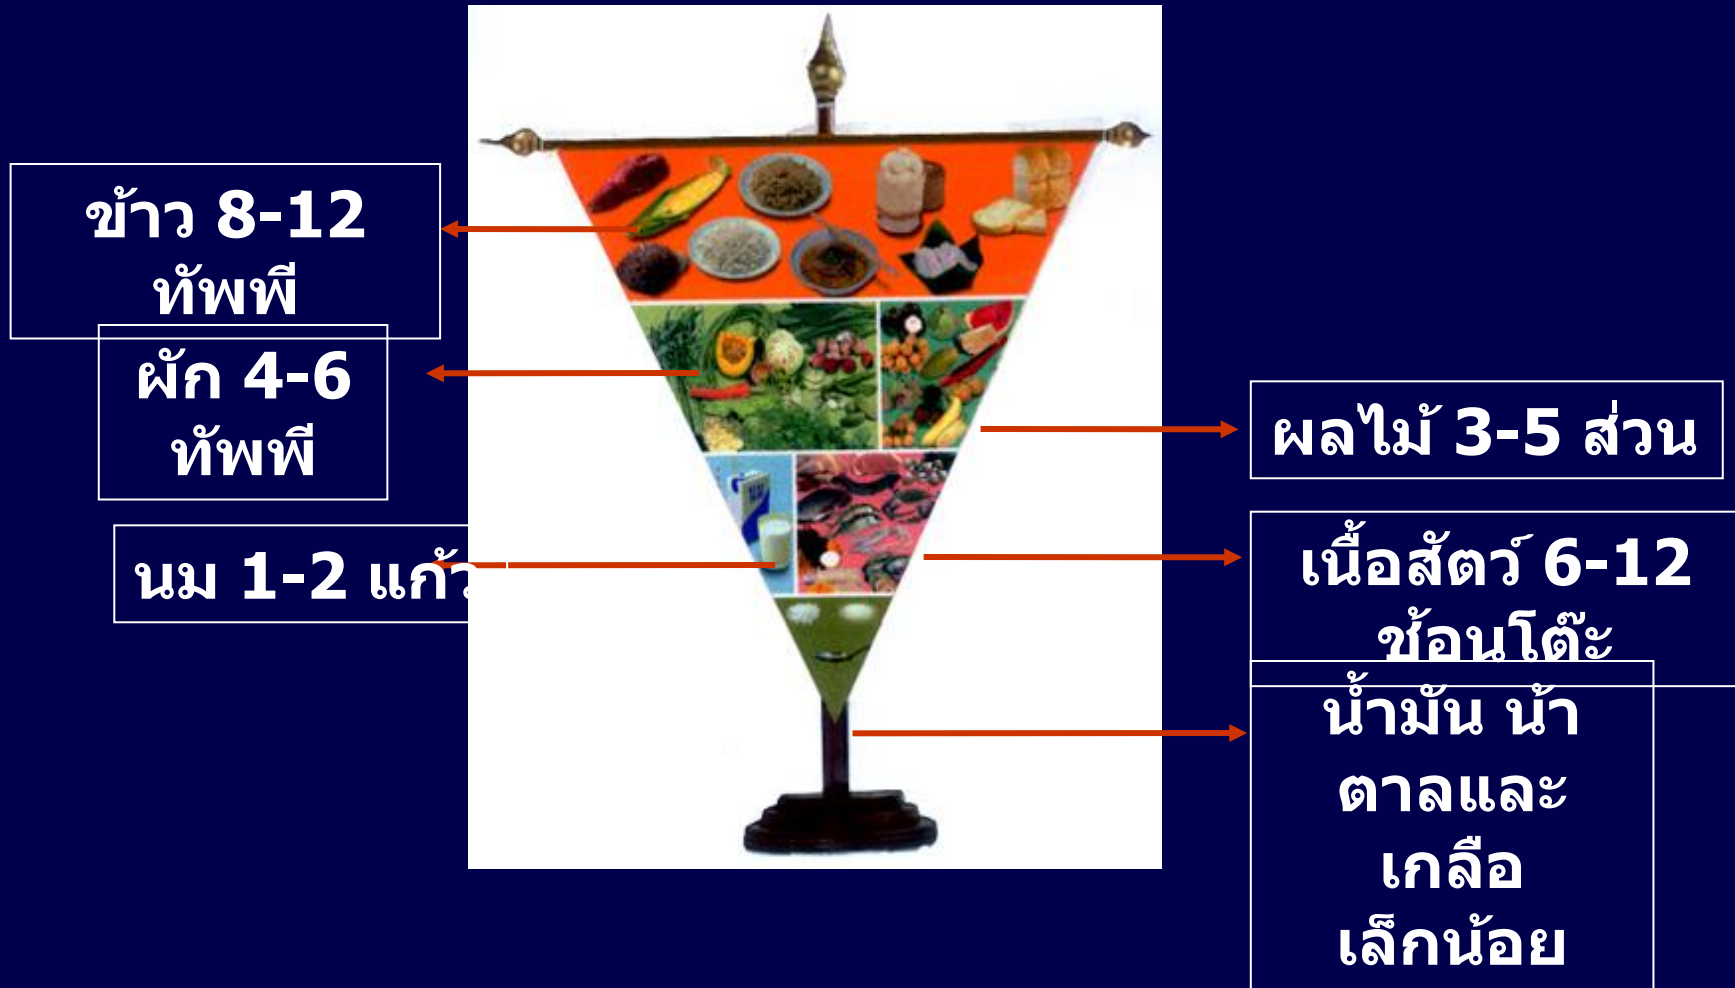 ข้าว 8-12
ทัพพี
ผัก 4-6
ทัพพี
นม 1-2 แก้ว
ผลไม้ 3-5 ส่วน
เนื้อสัตว์ 6-12
ช้อนโต๊ะ
น้ำมัน น้ำ
ตาลและ
เกลือ
เล็กน้อย